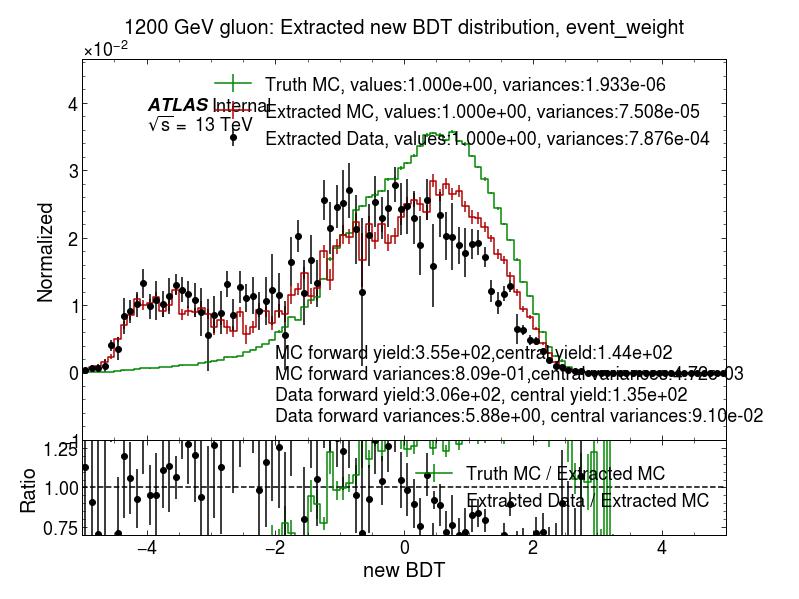 1200 GeV gluon: Extracted new BDT distribution, event_weight
×10⁻²
Truth MC, values:1.000e+00, variances:1.933e-06
ATLAS Internal
Extracted MC, values:1.000e+00, variances:7.508e-05
√s = 13 TeV
Extracted Data, values:1.000e+00, variances:7.876e-04
4
3
2
1
0
Normalized
MC forward yield:3.55e+02,central yield:1.44e+02
MC forward variances:8.09e-01,central variances:4.72e-03
Data forward yield:3.06e+02, central yield:1.35e+02
Data forward variances:5.88e+00, central variances:9.10e-02
1.25
1.00
0.75
Ratio
Truth MC / Extracted MC
Extracted Data / Extracted MC
−4 −2 0 2 4
new BDT